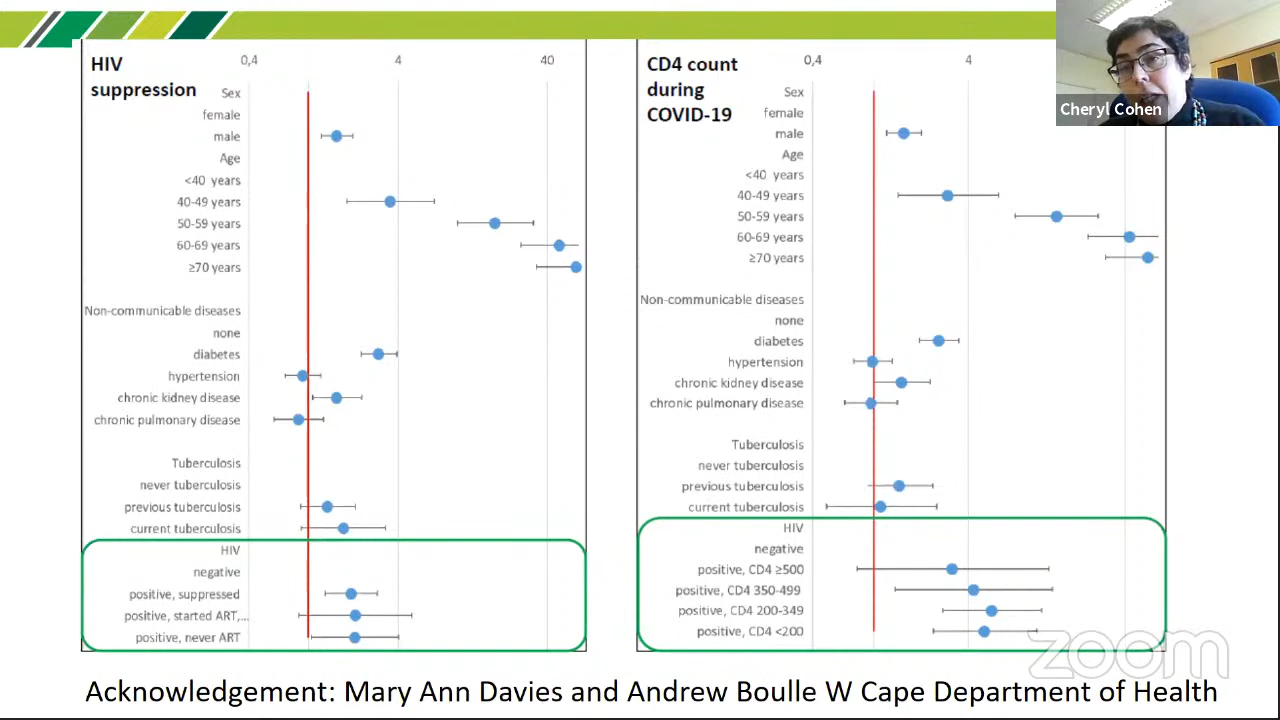 HIV
suppression
0,4 4 40
Sex
female
male
Age
<40 years
40-49 years
50-59 years
60-69 years
≥70 years
Non-communicable diseases
none
diabetes
hypertension
chronic kidney disease
chronic pulmonary disease
Tuberculosis
never tuberculosis
previous tuberculosis
current tuberculosis
HIV
negative
positive, suppressed
positive, started ART,...
positive, never ART
CD4 count
during
COVID-19
0,4 4
Sex
female
male
Age
<40 years
40-49 years
50-59 years
60-69 years
≥70 years
Non-communicable diseases
none
diabetes
hypertension
chronic kidney disease
chronic pulmonary disease
Tuberculosis
never tuberculosis
previous tuberculosis
current tuberculosis
HIV
negative
positive, CD4 ≥500
positive, CD4 350-499
positive, CD4 200-349
positive, CD4 <200
Cheryl Cohen
zoom
Acknowledgement: Mary Ann Davies and Andrew Boulle W Cape Department of Health